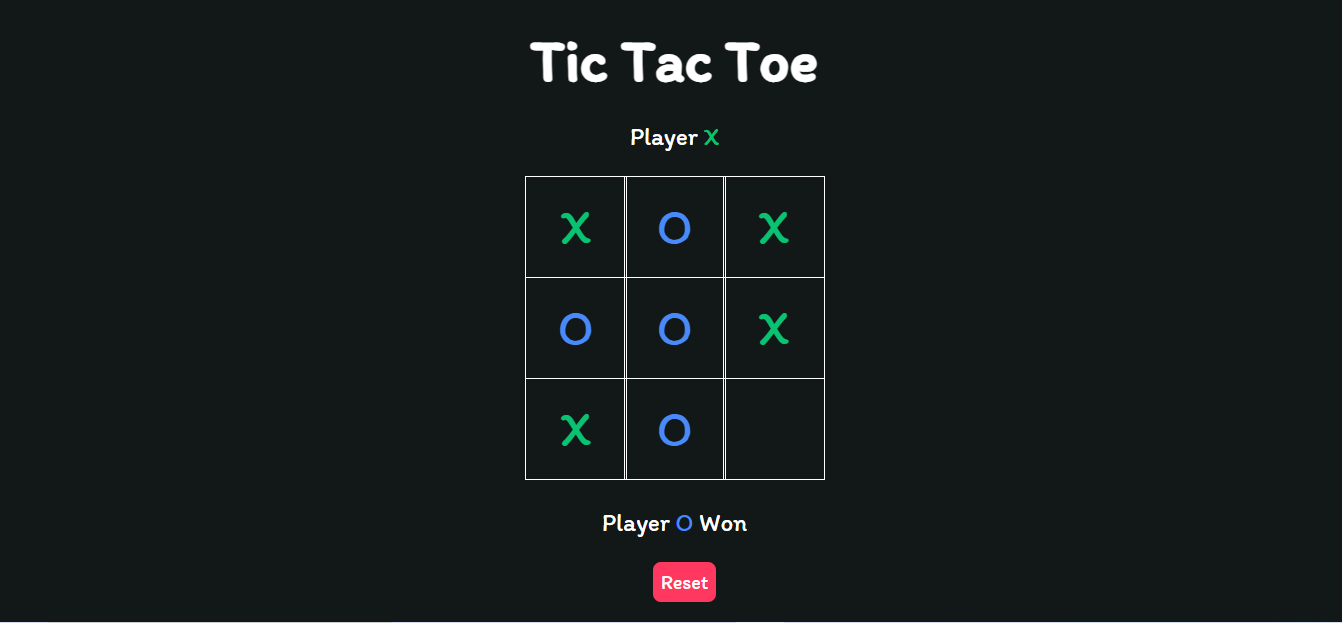 Tic Tac Toe
Player X
X O X
O O X
X O
Player O Won
Reset